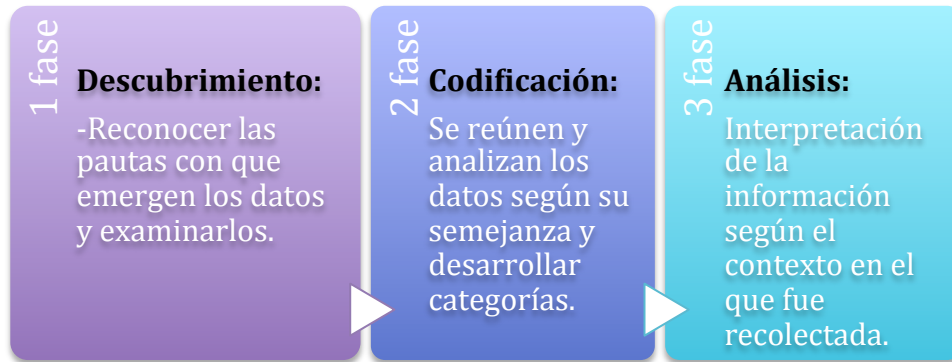 1 fase
Descubrimiento:
-Reconocer las
pautas con que
emergen los datos
y examinarlos.
2 fase
Codificación:
Se reúnen y
analizan los
datos según su
semejanza y
desarrollar
categorías.
3 fase
Análisis:
Interpretación
de la
información
según el
contexto en el
que fue
recolectada.